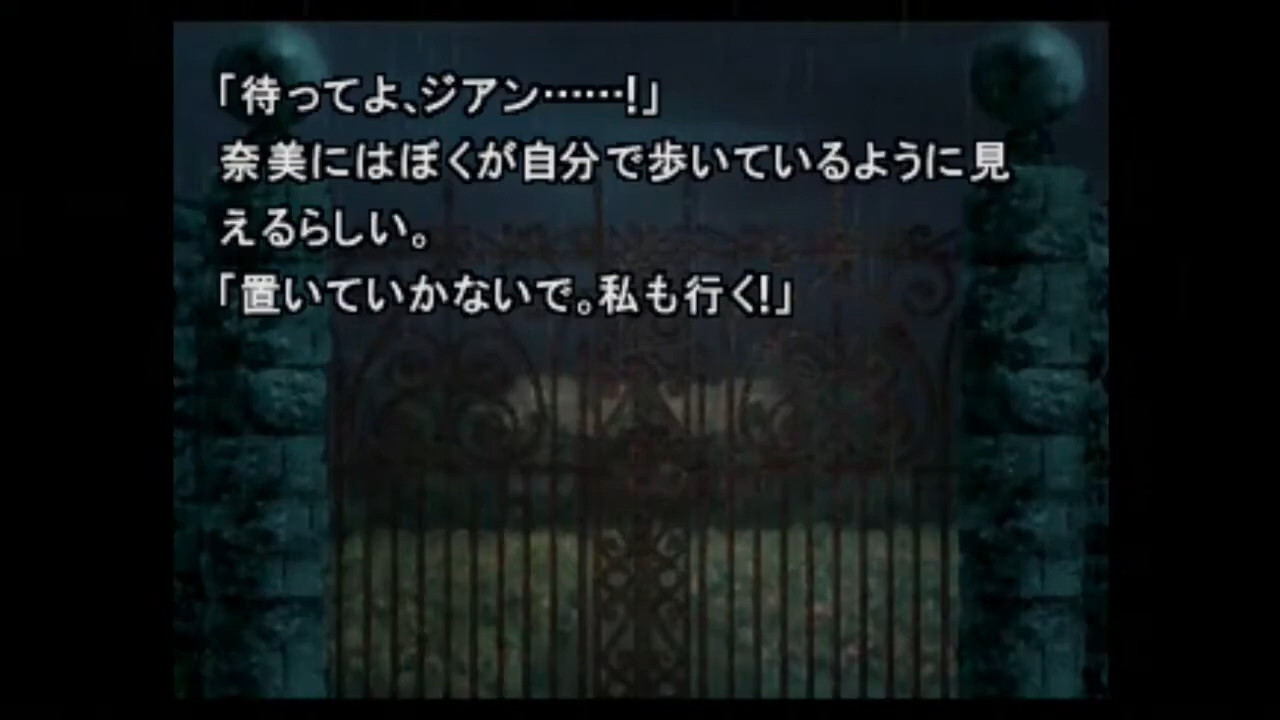 「待ってよ、ジアン……！」
奈美にはぼくが自分で歩いているように見
えるらしい。
「置いていかないで。私も行く！」